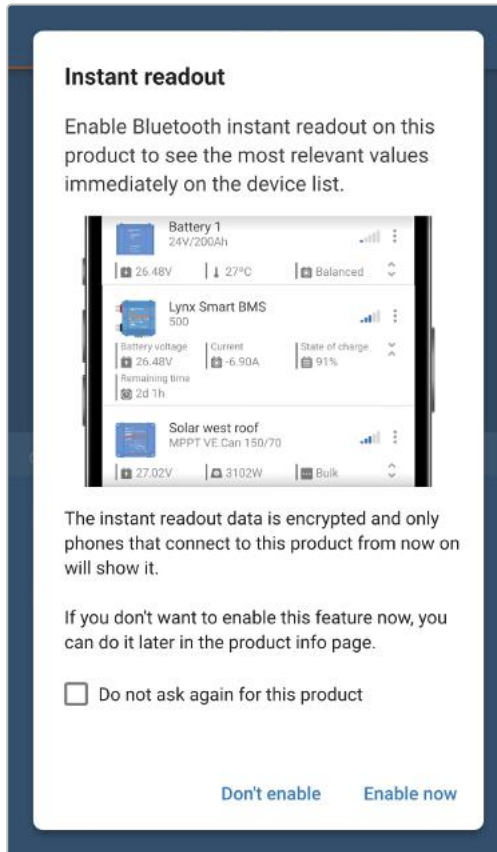 Instant readout
Enable Bluetooth instant readout on this
product to see the most relevant values
immediately on the device list.
Battery 1
24V/200Ah
26.48V 27°C Balanced
Lynx Smart BMS
500
Battery voltage Current State of charge
26.48V -6.90A 91%
Remaining time
2d 1h
Solar west roof
MPPT VE.Can 150/70
27.02V 3102W Bulk
The instant readout data is encrypted and only
phones that connect to this product from now on
will show it.
If you don't want to enable this feature now, you
can do it later in the product info page.
Do not ask again for this product
Don't enable Enable now